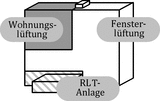 Wohnungs-
lüftung
Fenster-
lüftung
RLT-
Anlage